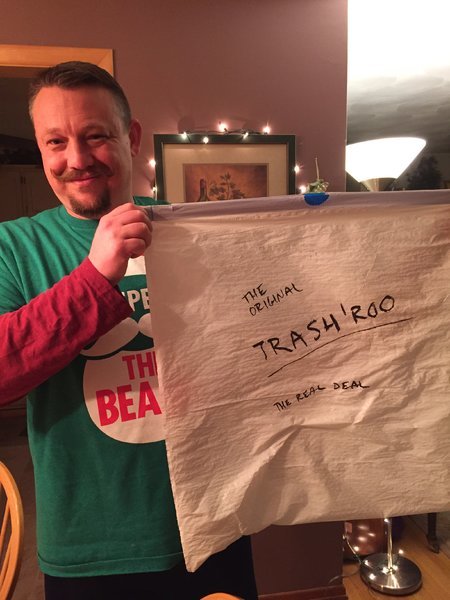 THE
ORIGINAL
TRASH'ROO
THE REAL DEAL
THE
BEA